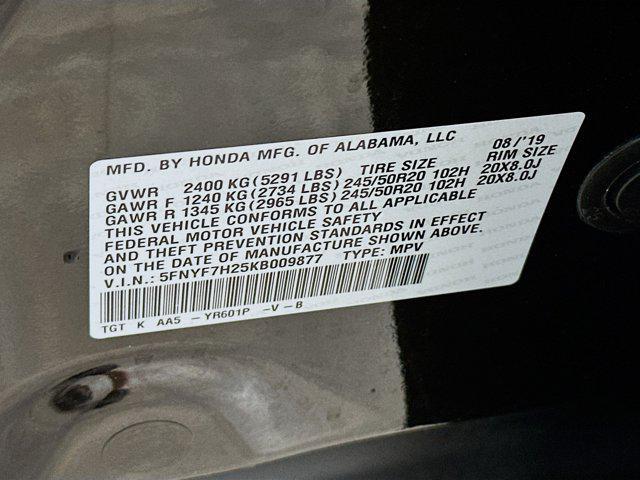 MFD. BY HONDA MFG. OF ALABAMA, LLC 08/'19
GVWR 2400 KG(5291 LBS) TIRE SIZE RIM SIZE
GAWR F 1240 KG(2734 LBS) 245/50R20 102H 20X8.0J
GAWR R 1345 KG(2965 LBS) 245/50R20 102H 20X8.0J
THIS VEHICLE CONFORMS TO ALL APPLICABLE
FEDERAL MOTOR VEHICLE SAFETY
AND THEFT PREVENTION STANDARDS IN EFFECT
ON THE DATE OF MANUFACTURE SHOWN ABOVE.
V.I.N.: 5FNYF7H25KB009877 TYPE: MPV
TGT K AA5 -YR601P -V-B